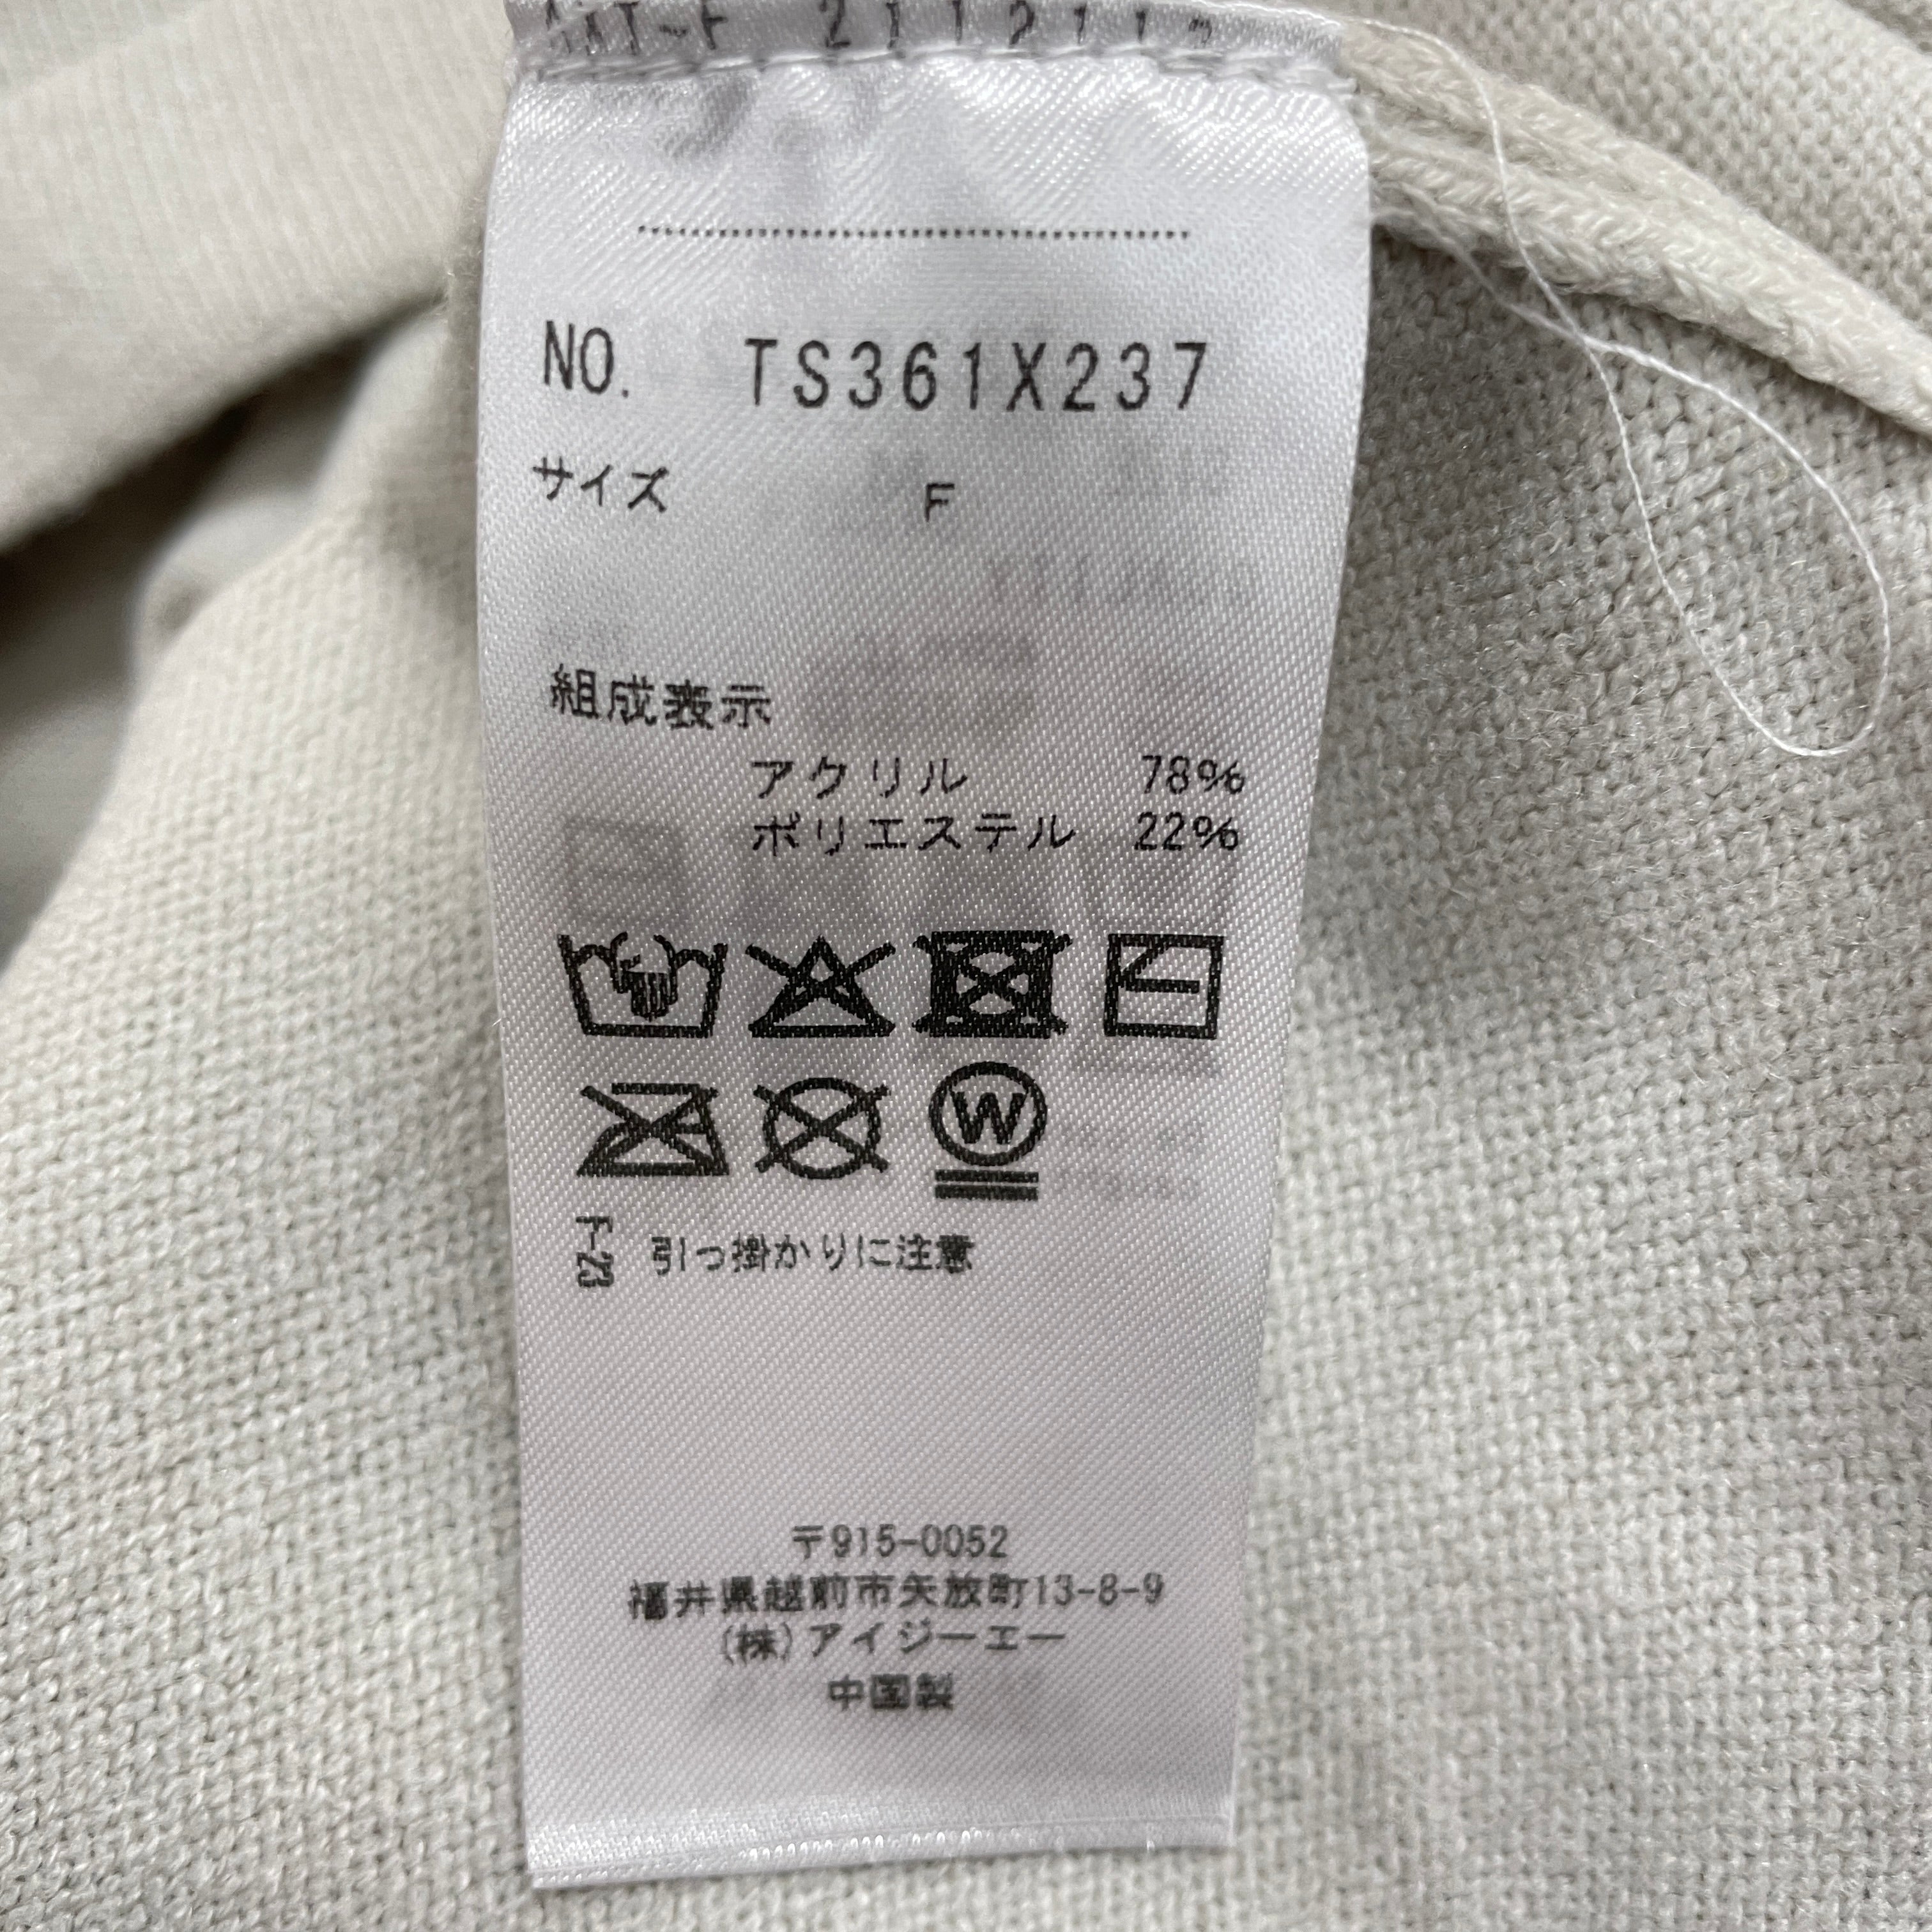 NO. TS361X237
サイズ F
組成表示
アクリル 78%
ポリエステル 22%
W
F-23 引っ掛かりに注意
〒915-0052
福井県越前市矢放町13-8-9
(株)アイジーエー
中国製